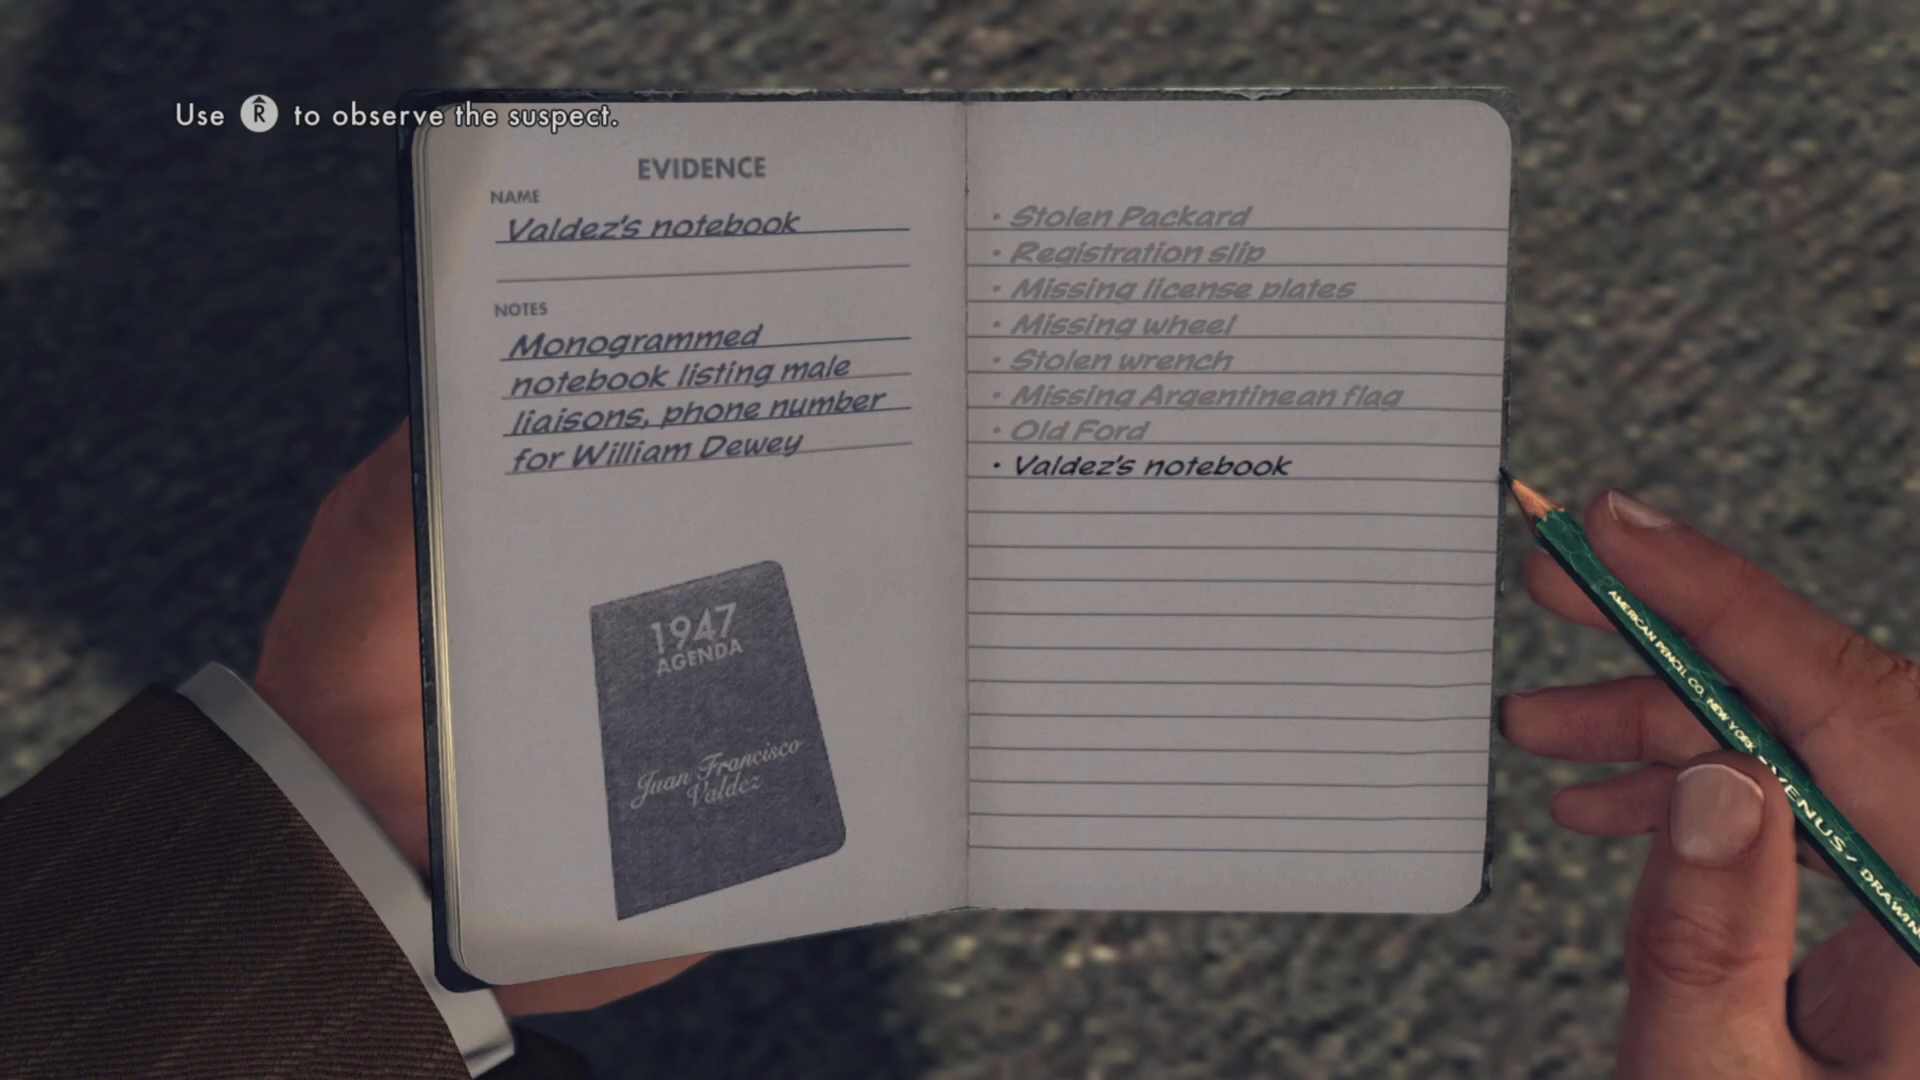 Use R to observe the suspect.
EVIDENCE
NAME
Valdez's notebook
NOTES
Monogrammed
notebook listing male
liaisons, phone number
for William Dewey
1947
AGENDA
Juan Francisco
Valdez
• Stolen Packard
• Registration slip
• Missing license plates
• Missing wheel
• Stolen wrench
• Missing Argentinean flag
• Old Ford
• Valdez's notebook
AMERICAN PENCIL CO. NEW YORK VENUS DRAWIN